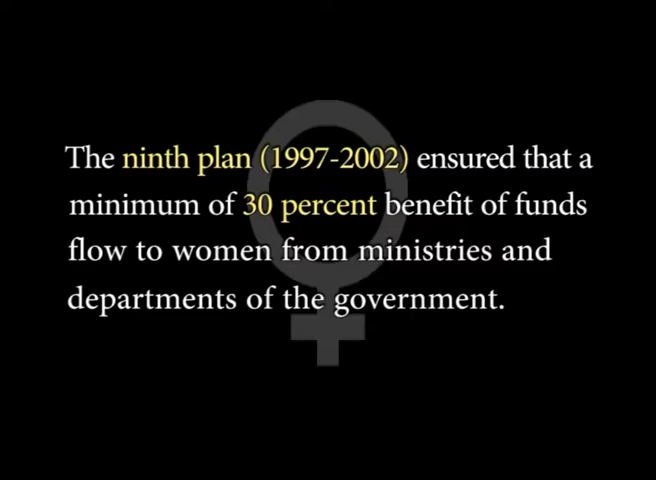 The ninth plan (1997-2002) ensured that a
minimum of 30 percent benefit of funds
flow to women from ministries and
departments of the government.